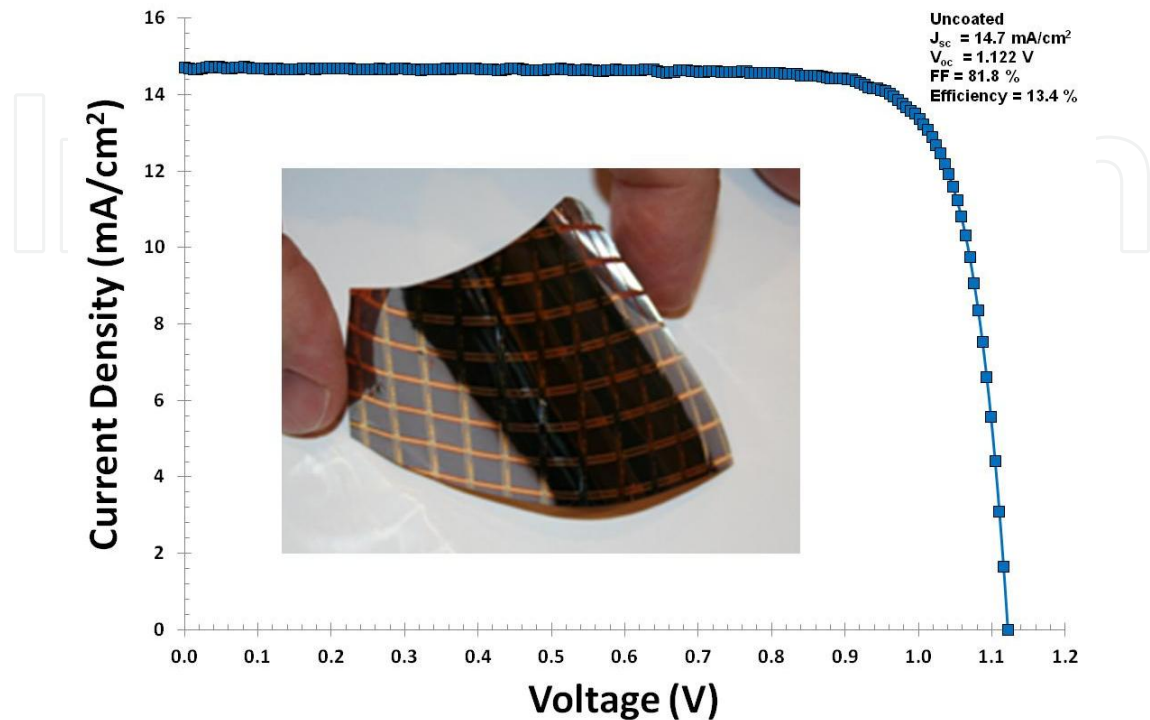 Uncoated
Jsc = 14.7 mA/cm²
Voc = 1.122 V
FF = 81.8 %
Efficiency = 13.4 %
Current Density (mA/cm²)
16
14
12
10
8
6
4
2
0
0.0 0.1 0.2 0.3 0.4 0.5 0.6 0.7 0.8 0.9 1.0 1.1 1.2
Voltage (V)